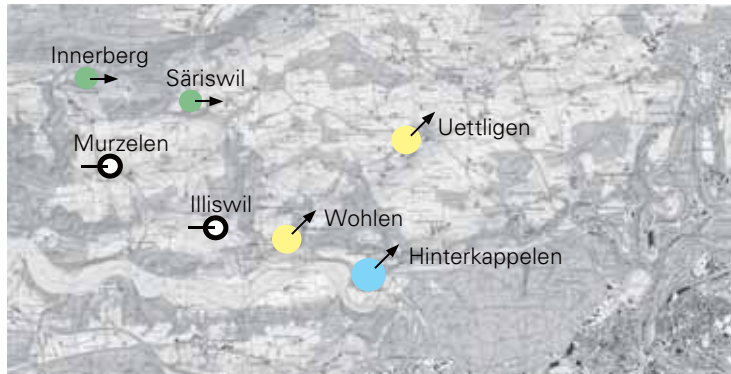 Innerberg
Säriswil
Uettligen
Murzelen
Illiswil
Wohlen
Hinterkappelen